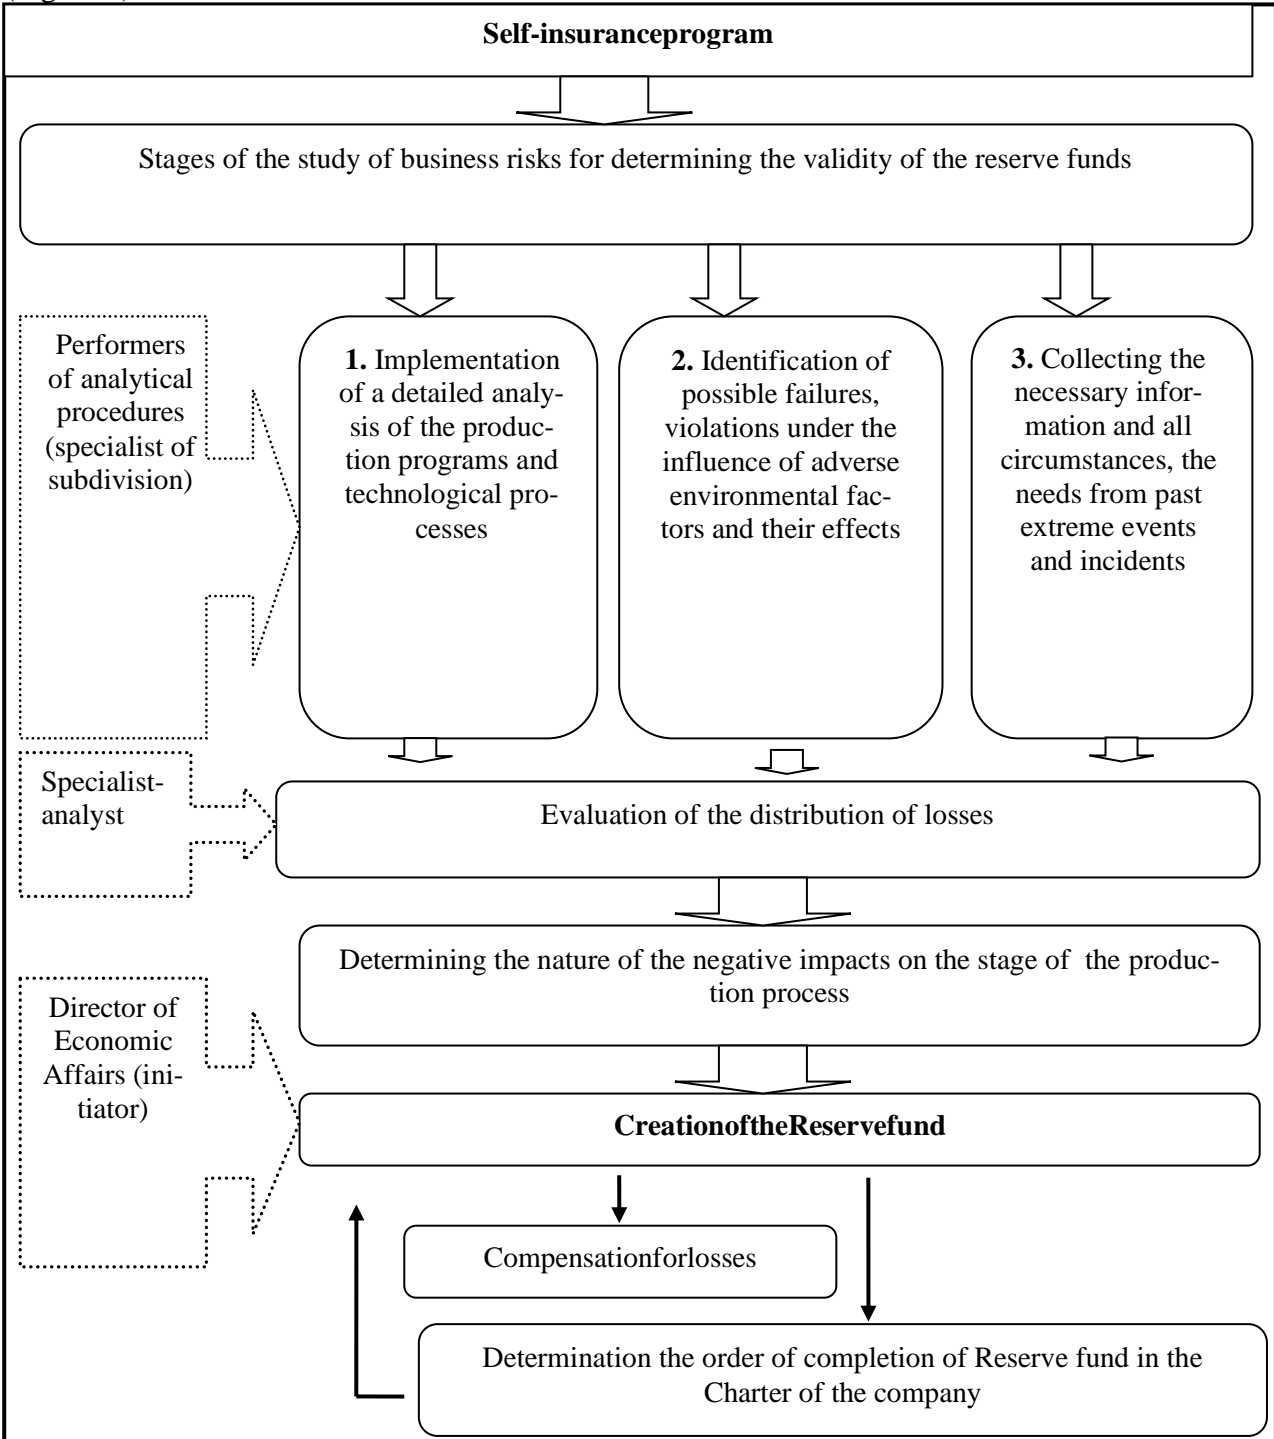 Self-insuranceprogram
Stages of the study of business risks for determining the validity of the reserve funds
Performers
of analytical
procedures
(specialist of
subdivision)
1. Implementation
of a detailed analy-
sis of the produc-
tion programs and
technological pro-
cesses
2. Identification of
possible failures,
violations under the
influence of adverse
environmental fac-
tors and their effects
3. Collecting the
necessary infor-
mation and all
circumstances, the
needs from past
extreme events
and incidents
Specialist-
analyst
Evaluation of the distribution of losses
Determining the nature of the negative impacts on the stage of the produc-
tion process
Director of
Economic
Affairs (ini-
tiator)
CreationoftheReservefund
Compensationforlosses
Determination the order of completion of Reserve fund in the
Charter of the company